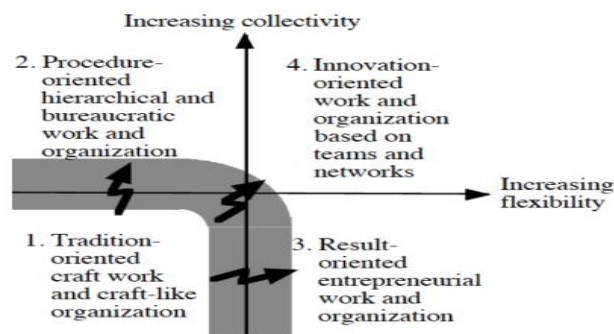 Increasing collectivity
2. Procedure-
oriented
hierarchical and
bureaucratic
work and
organization
4. Innovation-
oriented
work and
organization
based on
teams and
networks
Increasing
flexibility
1. Tradition-
oriented
craft work
and craft-like
organization
3. Result-
oriented
entrepreneurial
work and
organization